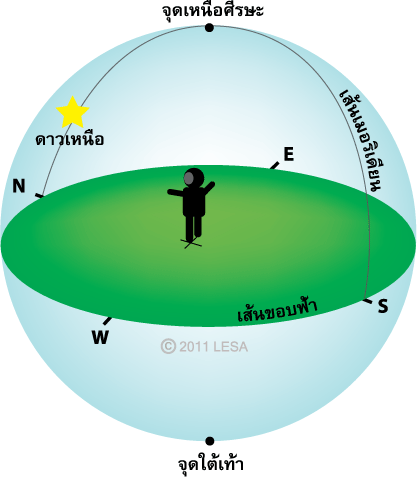 จุดเหนือศีรษะ
เส้นเมอริเดียน
ดาวเหนือ
E
N
S
เส้นขอบฟ้า
W
© 2011 LESA
จุดใต้เท้า